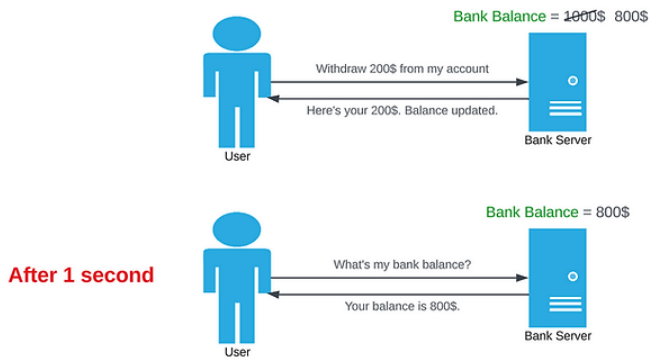 Bank Balance = 1000$ 800$
Withdraw 200$ from my account
Here's your 200$. Balance updated.
User
Bank Server
Bank Balance = 800$
After 1 second
What's my bank balance?
Your balance is 800$.
User
Bank Server